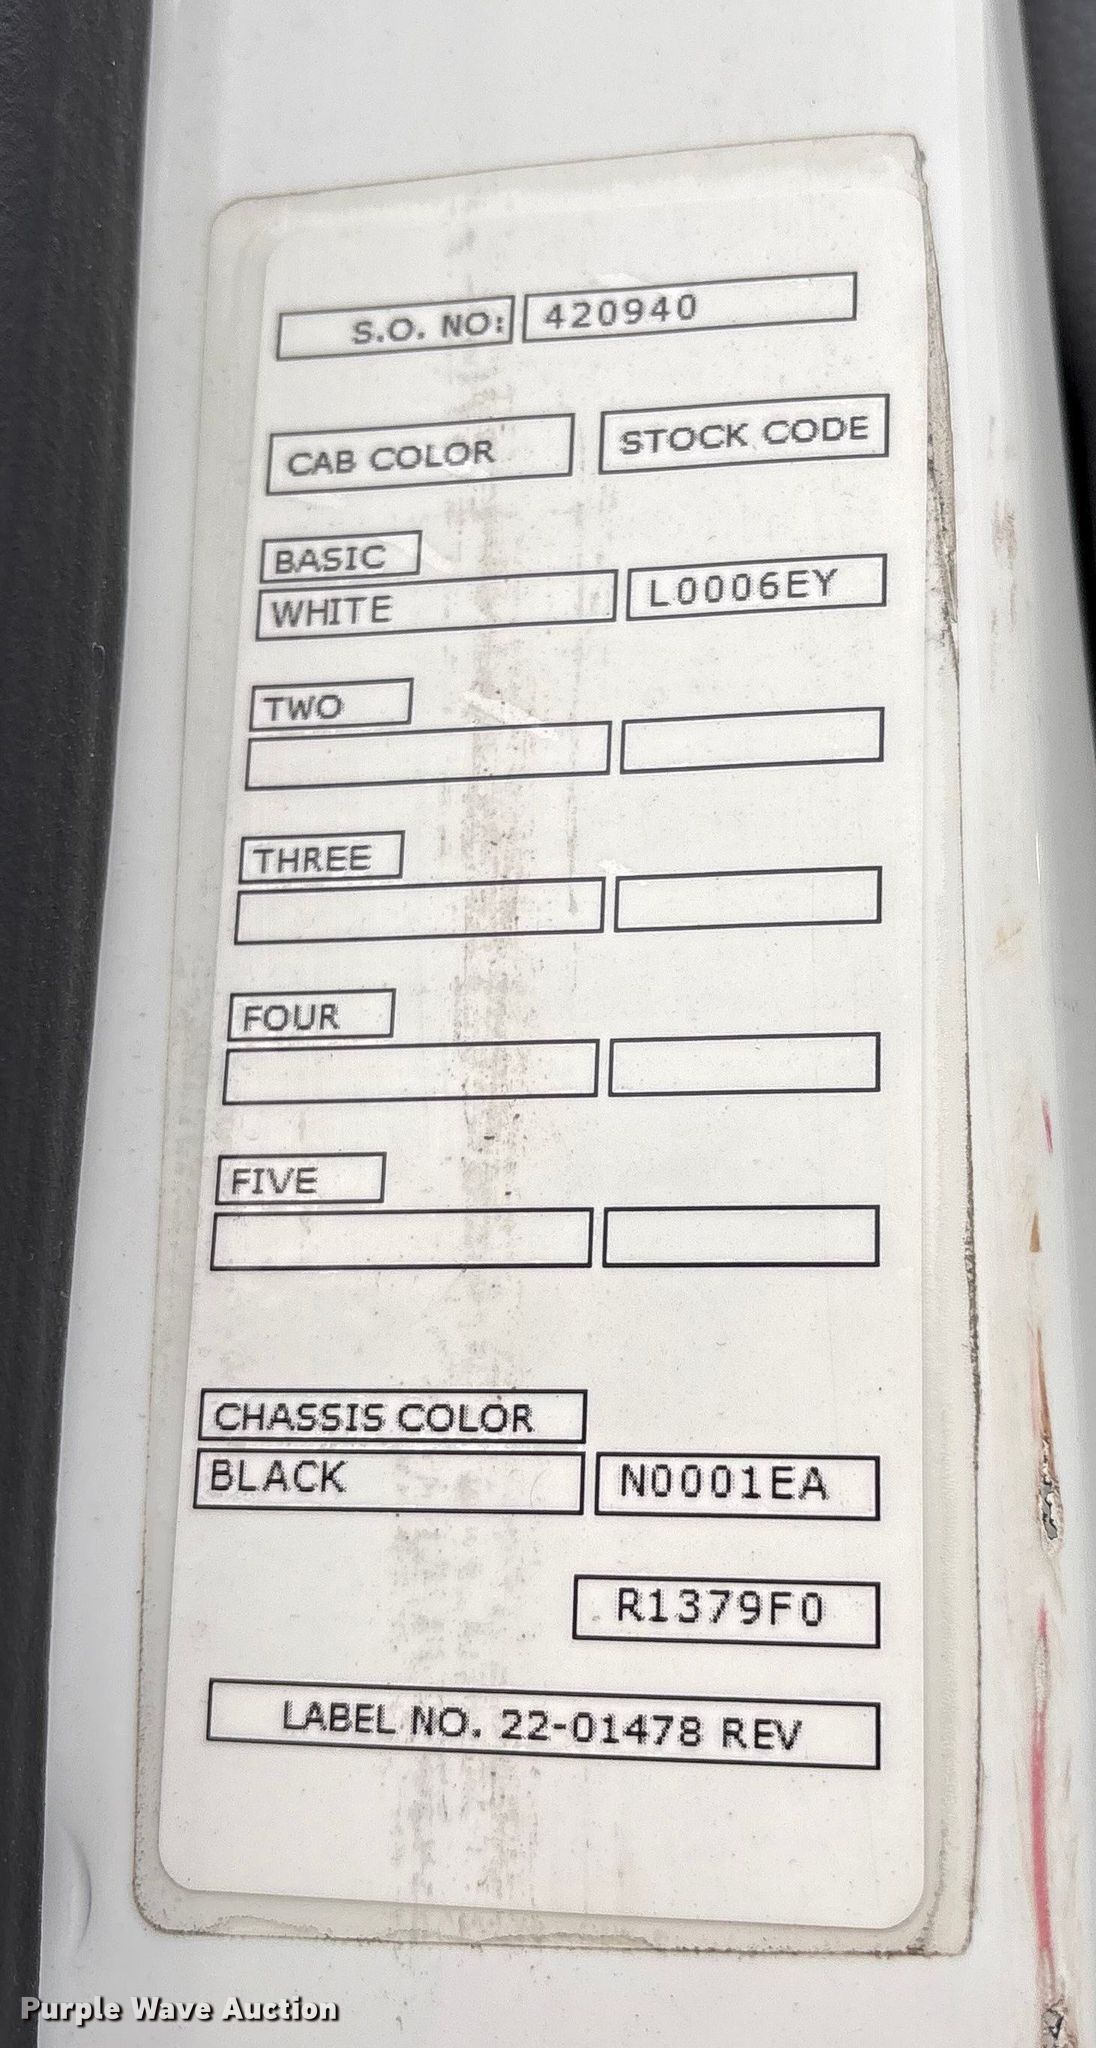 S.O. NO: 420940
CAB COLOR STOCK CODE
BASIC
WHITE L0006EY
TWO
THREE
FOUR
FIVE
CHASSIS COLOR
BLACK N0001EA
R1379F0
LABEL NO. 22-01478 REV
Purple Wave Auction